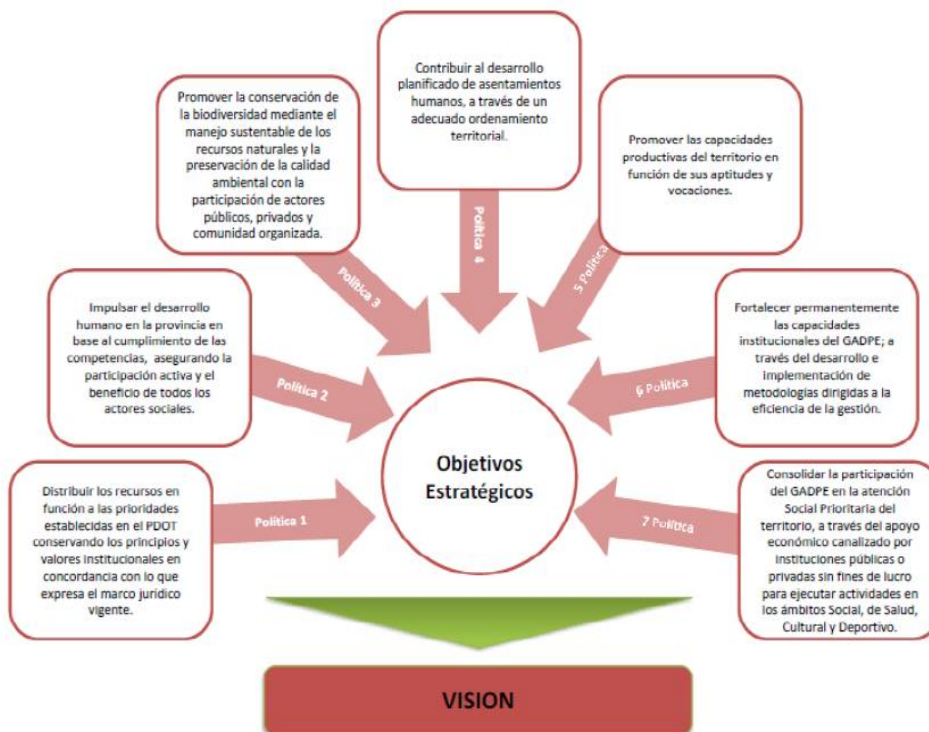 Contribuir al desarrollo
planificado de asentamientos
humanos, a través de un
adecuado ordenamiento
territorial.
Promover la conservación de
la biodiversidad mediante el
manejo sustentable de los
recursos naturales y la
preservación de la calidad
ambiental con la
participación de actores
públicos, privados y
comunidad organizada.
Promover las capacidades
productivas del territorio en
función de sus aptitudes y
vocaciones.
Política 4
Política 3
5 Política
Impulsar el desarrollo
humano en la provincia en
base al cumplimiento de las
competencias, asegurando la
participación activa y el
beneficio de todos los
actores sociales.
Política 2
Fortalecer permanentemente
las capacidades
institucionales del GADPE; a
través del desarrollo e
implementación de
metodologías dirigidas a la
eficiencia de la gestión.
6 Política
Objetivos
Estratégicos
Distribuir los recursos en
función a las prioridades
establecidas en el PDOT
conservando los principios y
valores institucionales en
concordancia con lo que
expresa el marco jurídico
vigente.
Política 1
Consolidar la participación
del GADPE en la atención
Social Prioritaria del
territorio, a través del apoyo
económico canalizado por
instituciones públicas o
privadas sin fines de lucro
para ejecutar actividades en
los ámbitos Social, de Salud,
Cultural y Deportivo.
7 Política
VISION